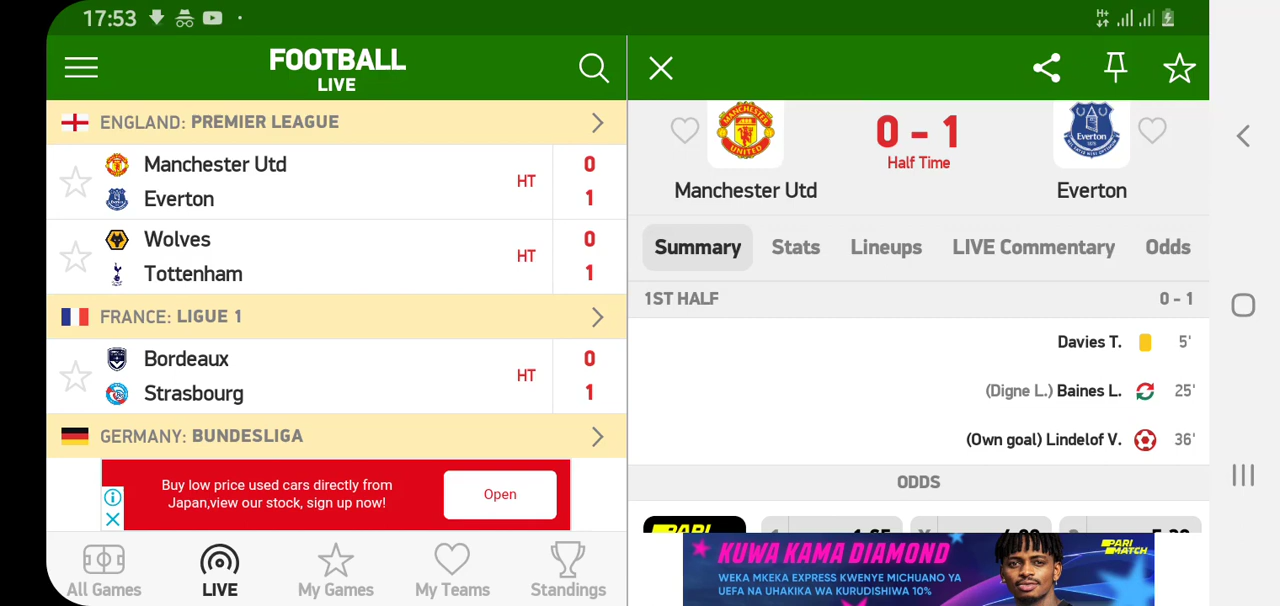 17:53
FOOTBALL
LIVE
ENGLAND: PREMIER LEAGUE
Manchester Utd 0
HT
Everton 1
Wolves 0
HT
Tottenham 1
FRANCE: LIGUE 1
Bordeaux 0
HT
Strasbourg 1
GERMANY: BUNDESLIGA
Buy low price used cars directly from
Japan,view our stock, sign up now!
Open
All Games LIVE My Games My Teams Standings
0 - 1
Half Time
Manchester Utd Everton
Summary Stats Lineups LIVE Commentary Odds
1ST HALF 0 - 1
Davies T. 5'
(Digne L.) Baines L. 25'
(Own goal) Lindelof V. 36'
ODDS
PARI
KUWA KAMA DIAMOND
WEKA MKEKA EXPRESS KWENYE MICHUANO YA
UEFA NA UHAKIKA WA KURUDISHIWA 10%
PARI
MATCH